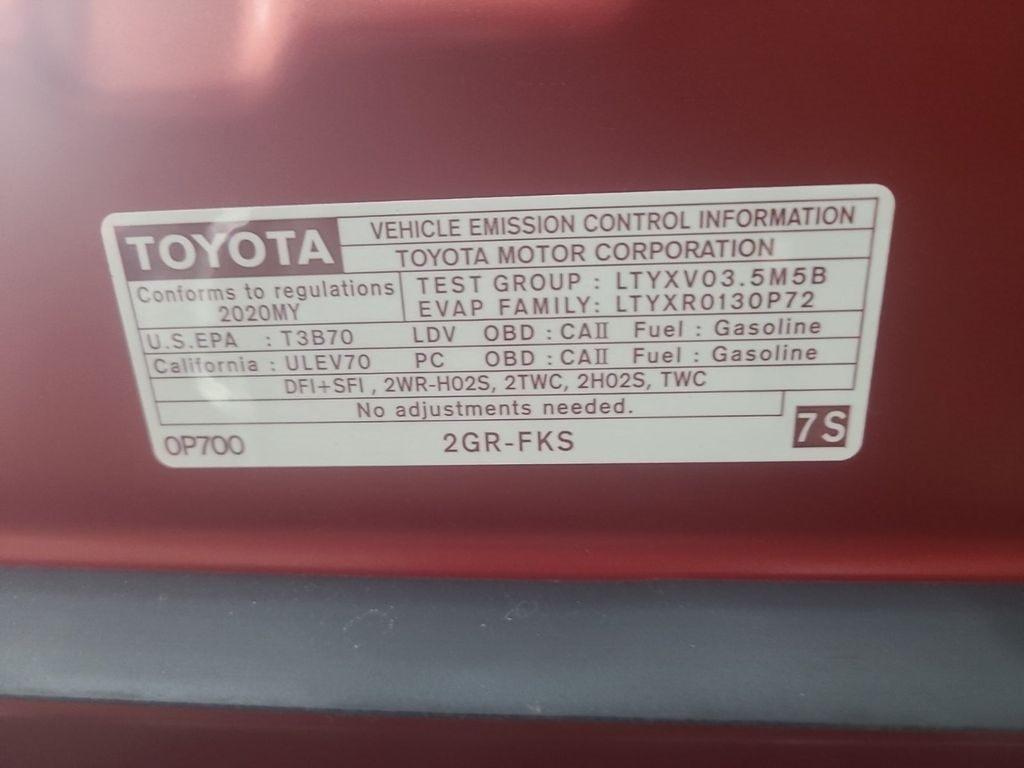 TOYOTA
VEHICLE EMISSION CONTROL INFORMATION
TOYOTA MOTOR CORPORATION
Conforms to regulations
2020MY
TEST GROUP : LTYXV03.5M5B
EVAP FAMILY: LTYXR0130P72
U.S.EPA : T3B70 LDV OBD : CAII Fuel : Gasoline
California : ULEV70 PC OBD : CAII Fuel : Gasoline
DFI+SFI , 2WR-HO2S, 2TWC, 2HO2S, TWC
No adjustments needed.
0P700 2GR-FKS 7S